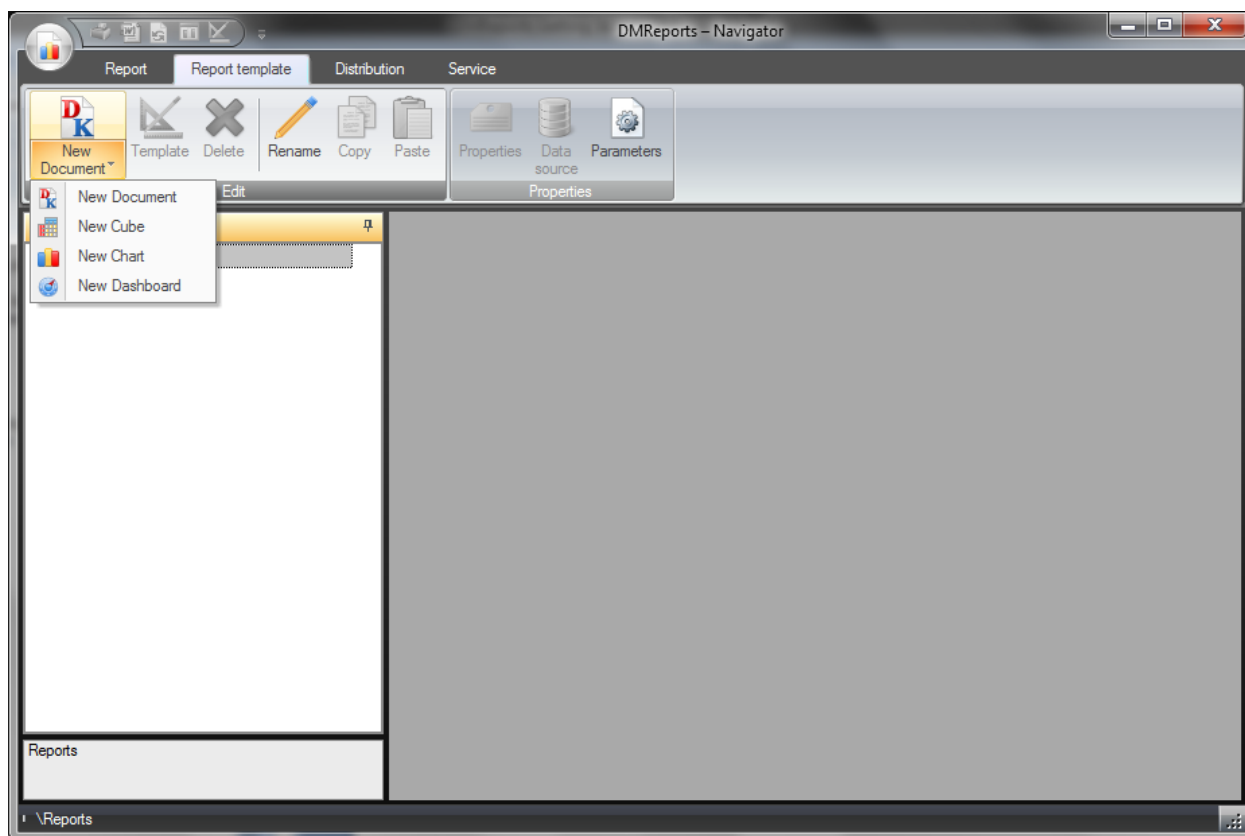 DMReports – Navigator
Report Report template Distribution Service
DK
New Document Template Delete Rename Copy Paste Properties Data source Parameters
Edit Properties
New Document
New Cube
New Chart
New Dashboard
Reports
\Reports